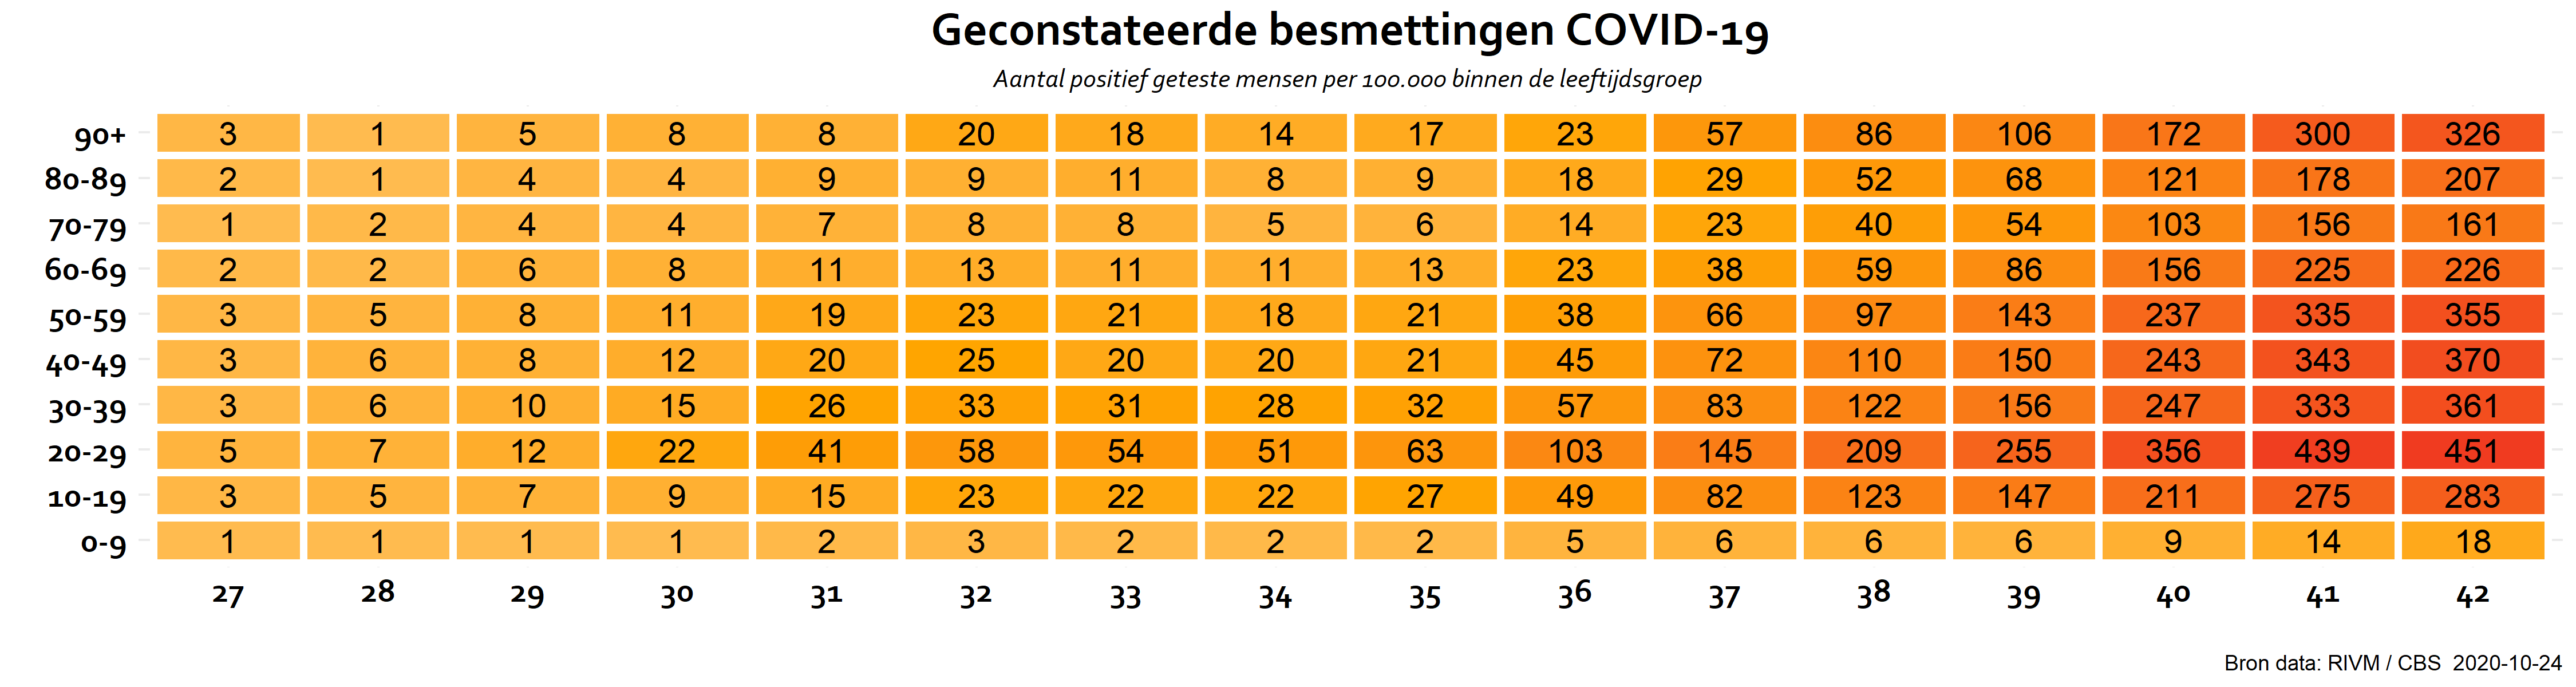 Geconstateerde besmettingen COVID-19
Aantal positief geteste mensen per 100.000 binnen de leeftijdsgroep
90+ 3 1 5 8 8 20 18 14 17 23 57 86 106 172 300 326
80-89 2 1 4 4 9 9 11 8 9 18 29 52 68 121 178 207
70-79 1 2 4 4 7 8 8 5 6 14 23 40 54 103 156 161
60-69 2 2 6 8 11 13 11 11 13 23 38 59 86 156 225 226
50-59 3 5 8 11 19 23 21 18 21 38 66 97 143 237 335 355
40-49 3 6 8 12 20 25 20 20 21 45 72 110 150 243 343 370
30-39 3 6 10 15 26 33 31 28 32 57 83 122 156 247 333 361
20-29 5 7 12 22 41 58 54 51 63 103 145 209 255 356 439 451
10-19 3 5 7 9 15 23 22 22 27 49 82 123 147 211 275 283
0-9 1 1 1 1 2 3 2 2 2 5 6 6 6 9 14 18
27 28 29 30 31 32 33 34 35 36 37 38 39 40 41 42
Bron data: RIVM / CBS 2020-10-24